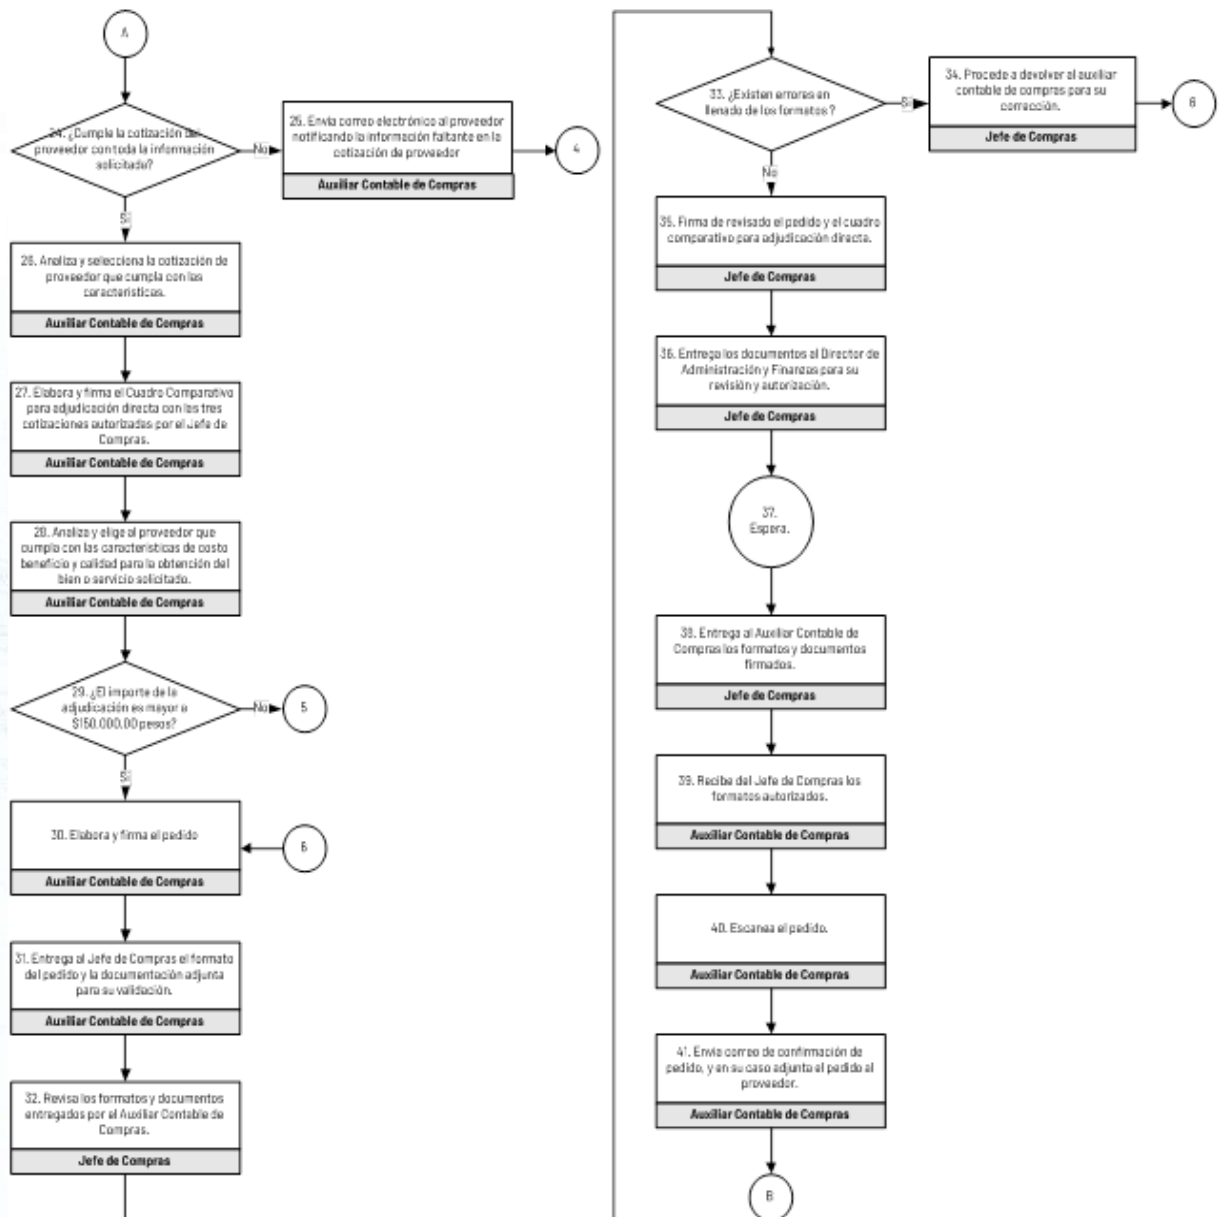 A
24. ¿Cumple la cotización del
proveedor con toda la información
solicitada?
No
25. Envía correo electrónico al proveedor
notificando la información faltante en la
cotización de proveedor
Auxiliar Contable de Compras
4
Si
26. Analiza y selecciona la cotización de
proveedor que cumpla con las
características.
Auxiliar Contable de Compras
27. Elabora y firma el Cuadro Comparativo
para adjudicación directa con las tres
cotizaciones autorizadas por el Jefe de
Compras.
Auxiliar Contable de Compras
28. Analiza y elige al proveedor que
cumpla con las características de costo
beneficio y calidad para la obtención del
bien o servicio solicitado.
Auxiliar Contable de Compras
29. ¿El importe de la
adjudicación es mayor a
$150,000.00 pesos?
No
5
Si
30. Elabora y firma el pedido
Auxiliar Contable de Compras
6
31. Entrega al Jefe de Compras el formato
del pedido y la documentación adjunta
para su validación.
Auxiliar Contable de Compras
32. Revisa los formatos y documentos
entregados por el Auxiliar Contable de
Compras.
Jefe de Compras
33. ¿Existen errores en
llenado de los formatos?
Si
34. Procede a devolver al auxiliar
contable de compras para su
corrección.
Jefe de Compras
6
No
35. Firma de revisado el pedido y el cuadro
comparativo para adjudicación directa.
Jefe de Compras
36. Entrega los documentos al Director de
Administración y Finanzas para su
revisión y autorización.
Jefe de Compras
37.
Espera.
38. Entrega al Auxiliar Contable de
Compras los formatos y documentos
firmados.
Jefe de Compras
39. Recibe del Jefe de Compras los
formatos autorizados.
Auxiliar Contable de Compras
40. Escanea el pedido.
Auxiliar Contable de Compras
41. Envía correo de confirmación de
pedido, y en su caso adjunta el pedido al
proveedor.
Auxiliar Contable de Compras
B